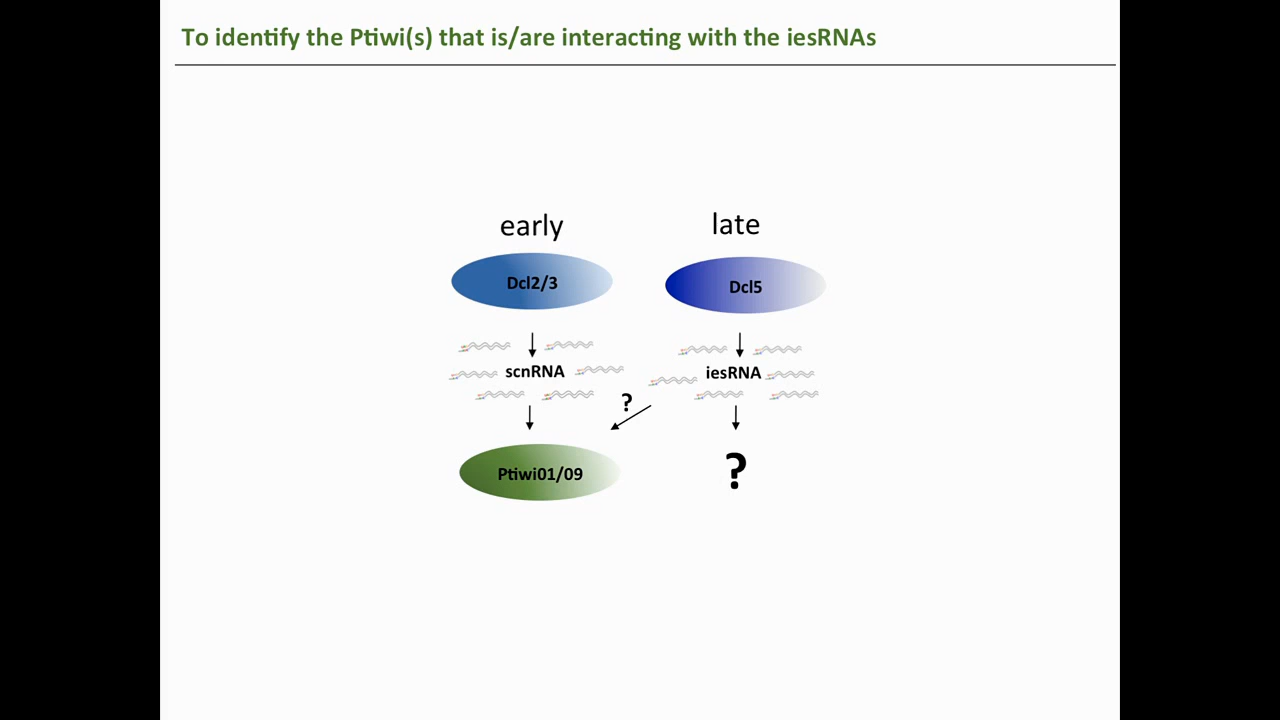 To identify the Ptiwi(s) that is/are interacting with the iesRNAs
early
late
Dcl2/3
Dcl5
scnRNA
iesRNA
?
Ptiwi01/09
?